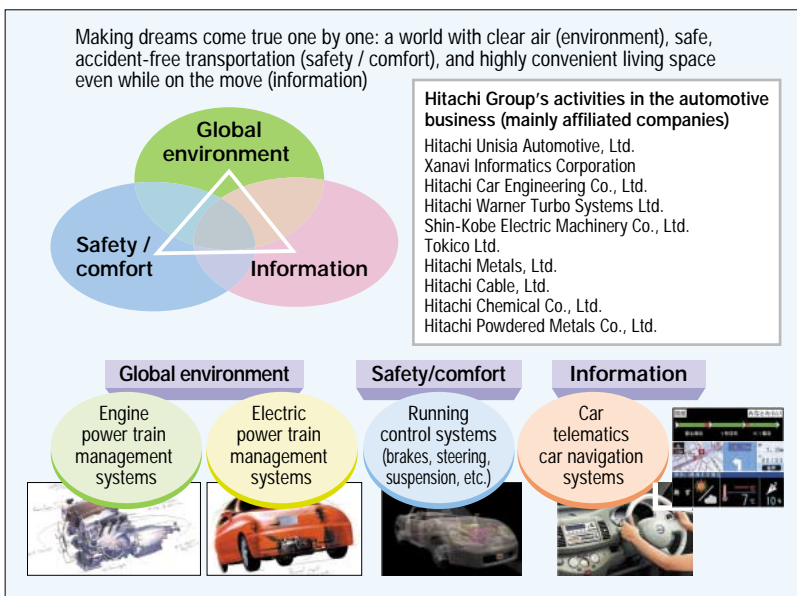 Making dreams come true one by one: a world with clear air (environment), safe,
accident-free transportation (safety / comfort), and highly convenient living space
even while on the move (information)
Global
environment
Safety /
comfort
Information
Hitachi Group's activities in the automotive
business (mainly affiliated companies)
Hitachi Unisia Automotive, Ltd.
Xanavi Informatics Corporation
Hitachi Car Engineering Co., Ltd.
Hitachi Warner Turbo Systems Ltd.
Shin-Kobe Electric Machinery Co., Ltd.
Tokico Ltd.
Hitachi Metals, Ltd.
Hitachi Cable, Ltd.
Hitachi Chemical Co., Ltd.
Hitachi Powdered Metals Co., Ltd.
Global environment
Engine
power train
management
systems
Electric
power train
management
systems
Safety/comfort
Running
control systems
(brakes, steering,
suspension, etc.)
Information
Car
telematics
car navigation
systems
7℃
10%